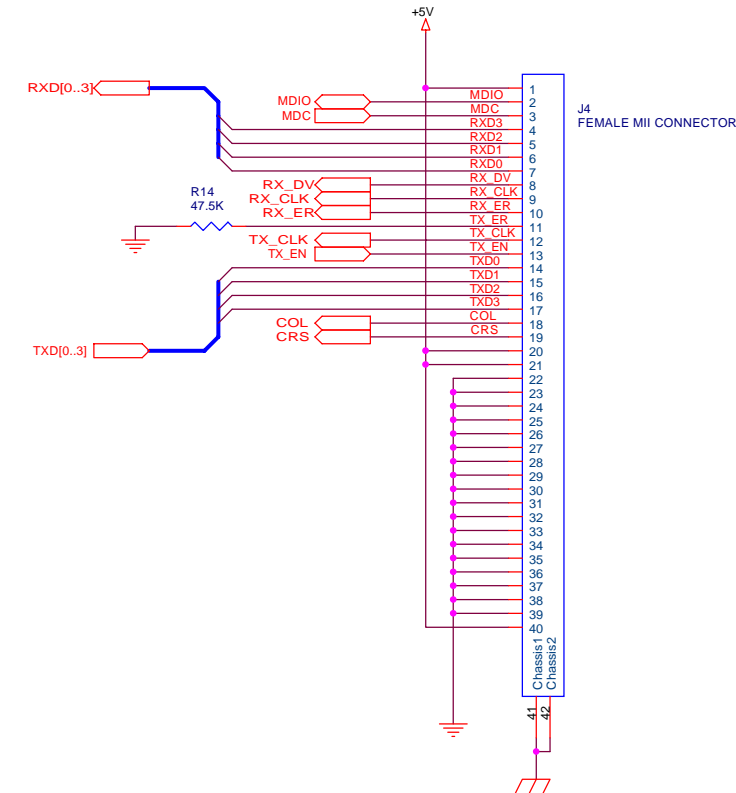 +5V
RXD[0..3]
MDIO
MDC
RX_DV
RX_CLK
RX_ER
R14
47.5K
TX_CLK
TX_EN
COL
CRS
TXD[0..3]
MDIO
MDC
RXD3
RXD2
RXD1
RXD0
RX_DV
RX_CLK
RX_ER
TX_ER
TX_CLK
TX_EN
TXD0
TXD1
TXD2
TXD3
COL
CRS
1
2
3
4
5
6
7
8
9
10
11
12
13
14
15
16
17
18
19
20
21
22
23
24
25
26
27
28
29
30
31
32
33
34
35
36
37
38
39
40
Chassis1
Chassis2
41
42
J4
FEMALE MII CONNECTOR